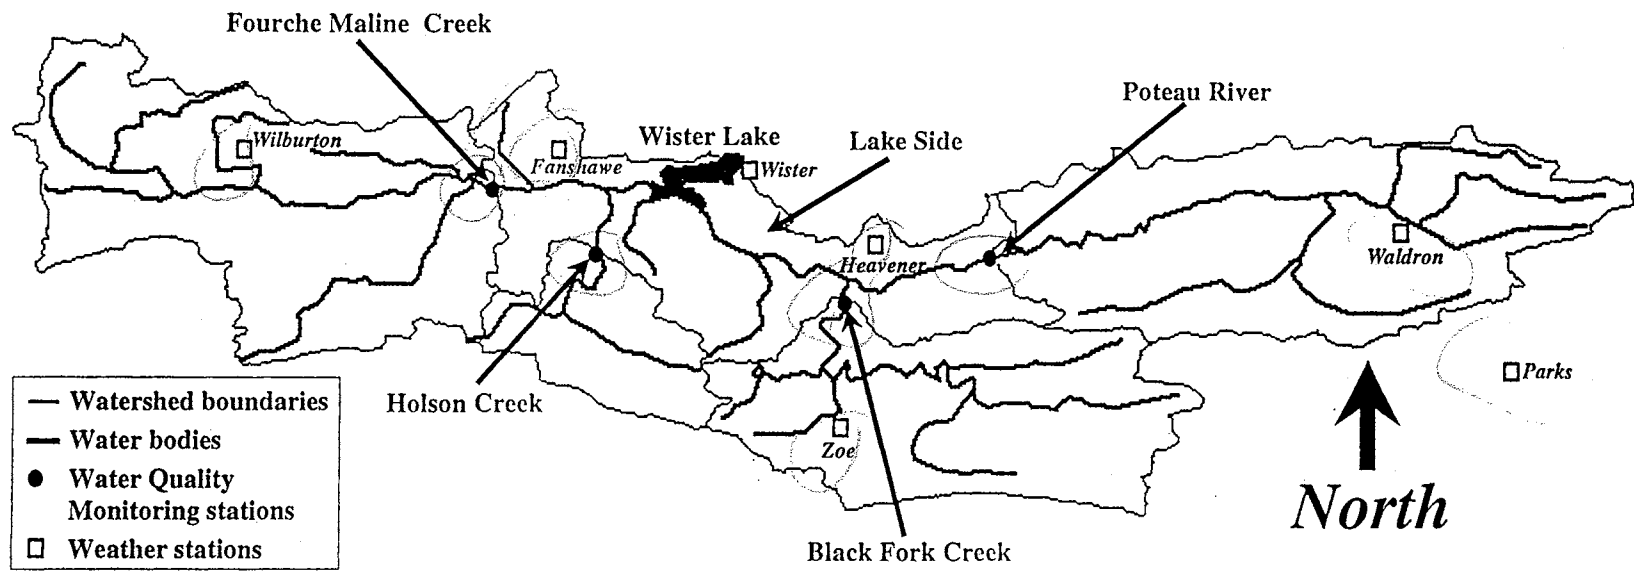 Fourche Maline Creek
Poteau River
Wister Lake
Lake Side
Wilburton
Fanshawe
Wister
Heavener
Waldron
Holson Creek
Parks
Zoe
Black Fork Creek
North
Watershed boundaries
Water bodies
Water Quality
Monitoring stations
Weather stations